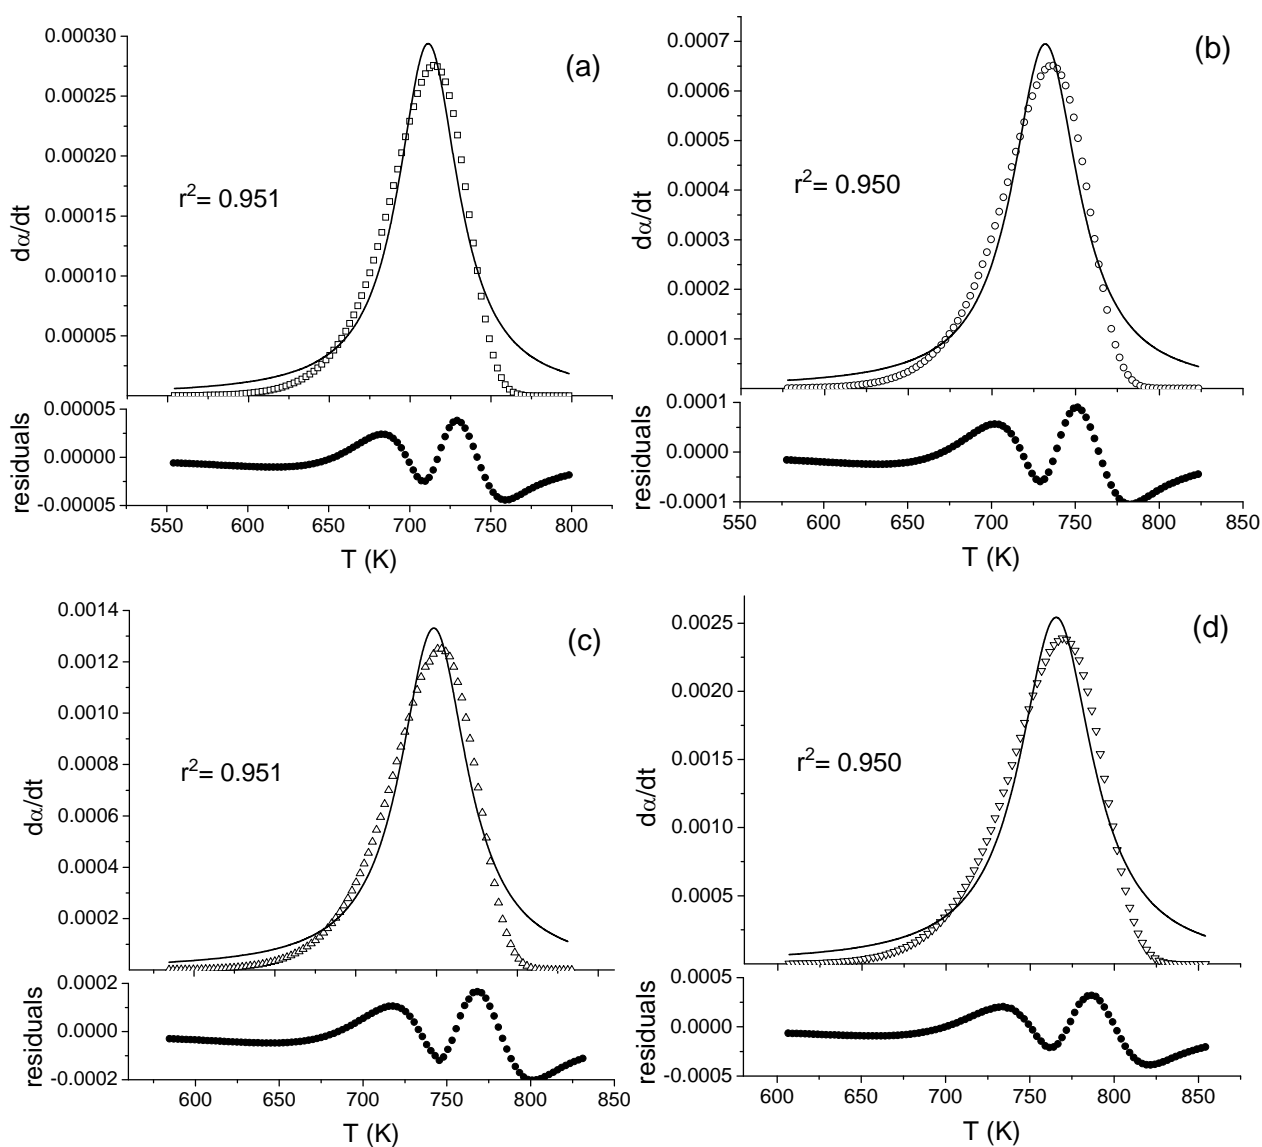 (a)
r²= 0.951
dα/dt
0.00030
0.00025
0.00020
0.00015
0.00010
0.00005
residuals
0.00005
0.00000
-0.00005
550 600 650 700 750 800
T (K)
(b)
r²= 0.950
dα/dt
0.0007
0.0006
0.0005
0.0004
0.0003
0.0002
0.0001
residuals
0.0001
0.0000
-0.0001
550 600 650 700 750 800 850
T (K)
(c)
r²= 0.951
dα/dt
0.0014
0.0012
0.0010
0.0008
0.0006
0.0004
0.0002
residuals
0.0002
0.0000
-0.0002
600 650 700 750 800 850
T (K)
(d)
r²= 0.950
dα/dt
0.0025
0.0020
0.0015
0.0010
0.0005
residuals
0.0005
0.0000
-0.0005
600 650 700 750 800 850
T (K)